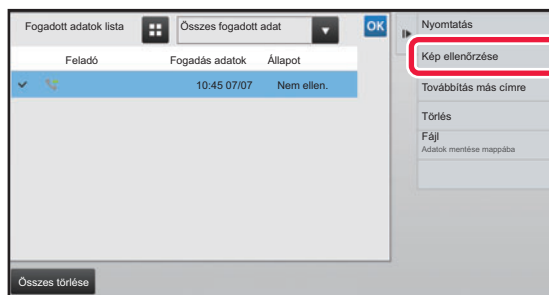 Fogadott adatok lista
Összes fogadott adat
OK
Feladó Fogadás adatok Állapot
10:45 07/07 Nem ellen.
Összes törlése
Nyomtatás
Kép ellenőrzése
Továbbítás más címre
Törlés
Fájl
Adatok mentése mappába